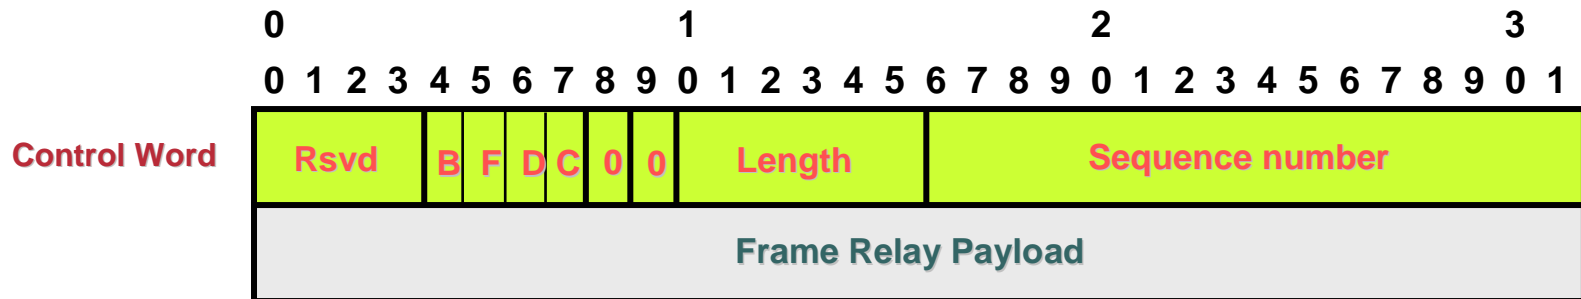 0 1 2 3
0 1 2 3 4 5 6 7 8 9 0 1 2 3 4 5 6 7 8 9 0 1 2 3 4 5 6 7 8 9 0 1
Control Word Rsvd B F D C 0 0 Length Sequence number
Frame Relay Payload